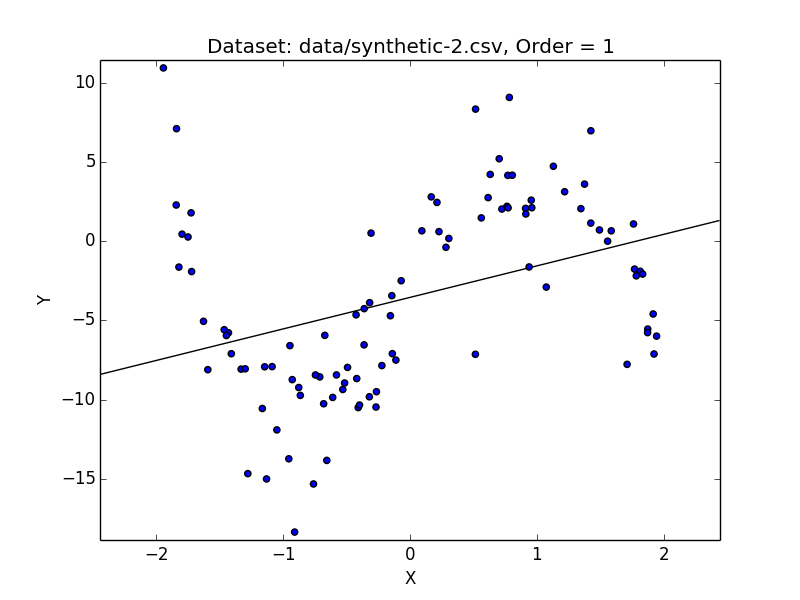 Dataset: data/synthetic-2.csv, Order = 1
10
5
0
−5
−10
−15
Y
−2 −1 0 1 2
X